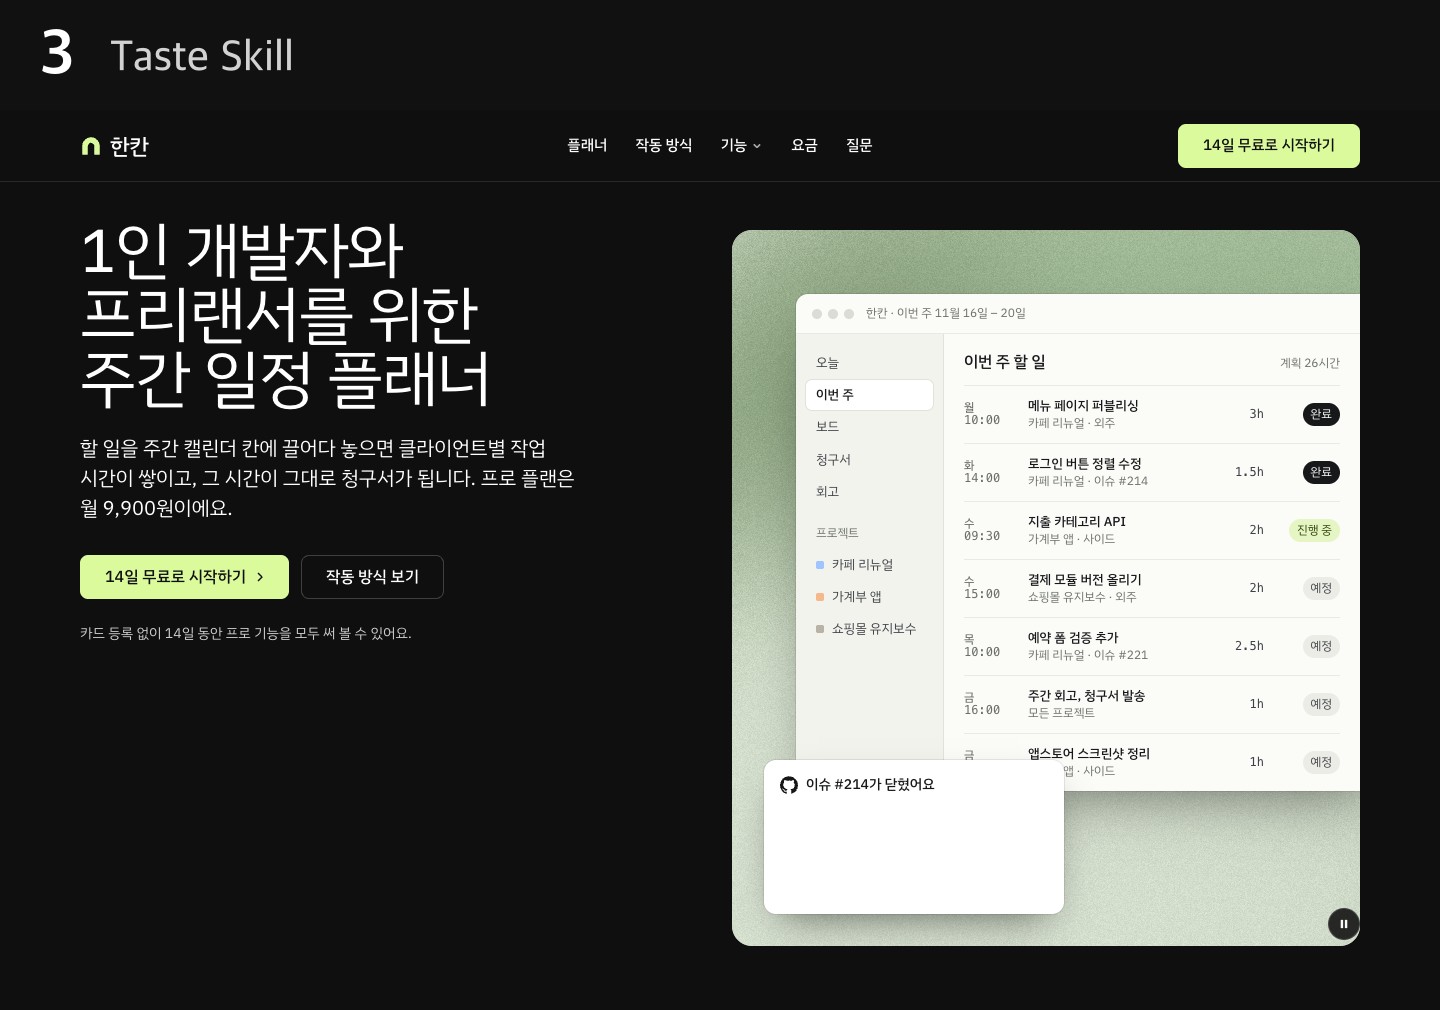 3 Taste Skill
한칸
플래너 작동 방식 기능 요금 질문
14일 무료로 시작하기
1인 개발자와
프리랜서를 위한
주간 일정 플래너
할 일을 주간 캘린더 칸에 끌어다 놓으면 클라이언트별 작업
시간이 쌓이고, 그 시간이 그대로 청구서가 됩니다. 프로 플랜은
월 9,900원이에요.
14일 무료로 시작하기
작동 방식 보기
카드 등록 없이 14일 동안 프로 기능을 모두 써 볼 수 있어요.
한칸 · 이번 주 11월 16일 – 20일
오늘
이번 주
보드
청구서
회고
프로젝트
카페 리뉴얼
가계부 앱
쇼핑몰 유지보수
이번 주 할 일 계획 26시간
월 10:00
메뉴 페이지 퍼블리싱
카페 리뉴얼 · 외주
3h 완료
화 14:00
로그인 버튼 정렬 수정
카페 리뉴얼 · 이슈 #214
1.5h 완료
수 09:30
지출 카테고리 API
가계부 앱 · 사이드
2h 진행 중
수 15:00
결제 모듈 버전 올리기
쇼핑몰 유지보수 · 외주
2h 예정
목 10:00
예약 폼 검증 추가
카페 리뉴얼 · 이슈 #221
2.5h 예정
금 16:00
주간 회고, 청구서 발송
모든 프로젝트
1h 예정
금
앱스토어 스크린샷 정리
앱 · 사이드
1h 예정
이슈 #214가 닫혔어요